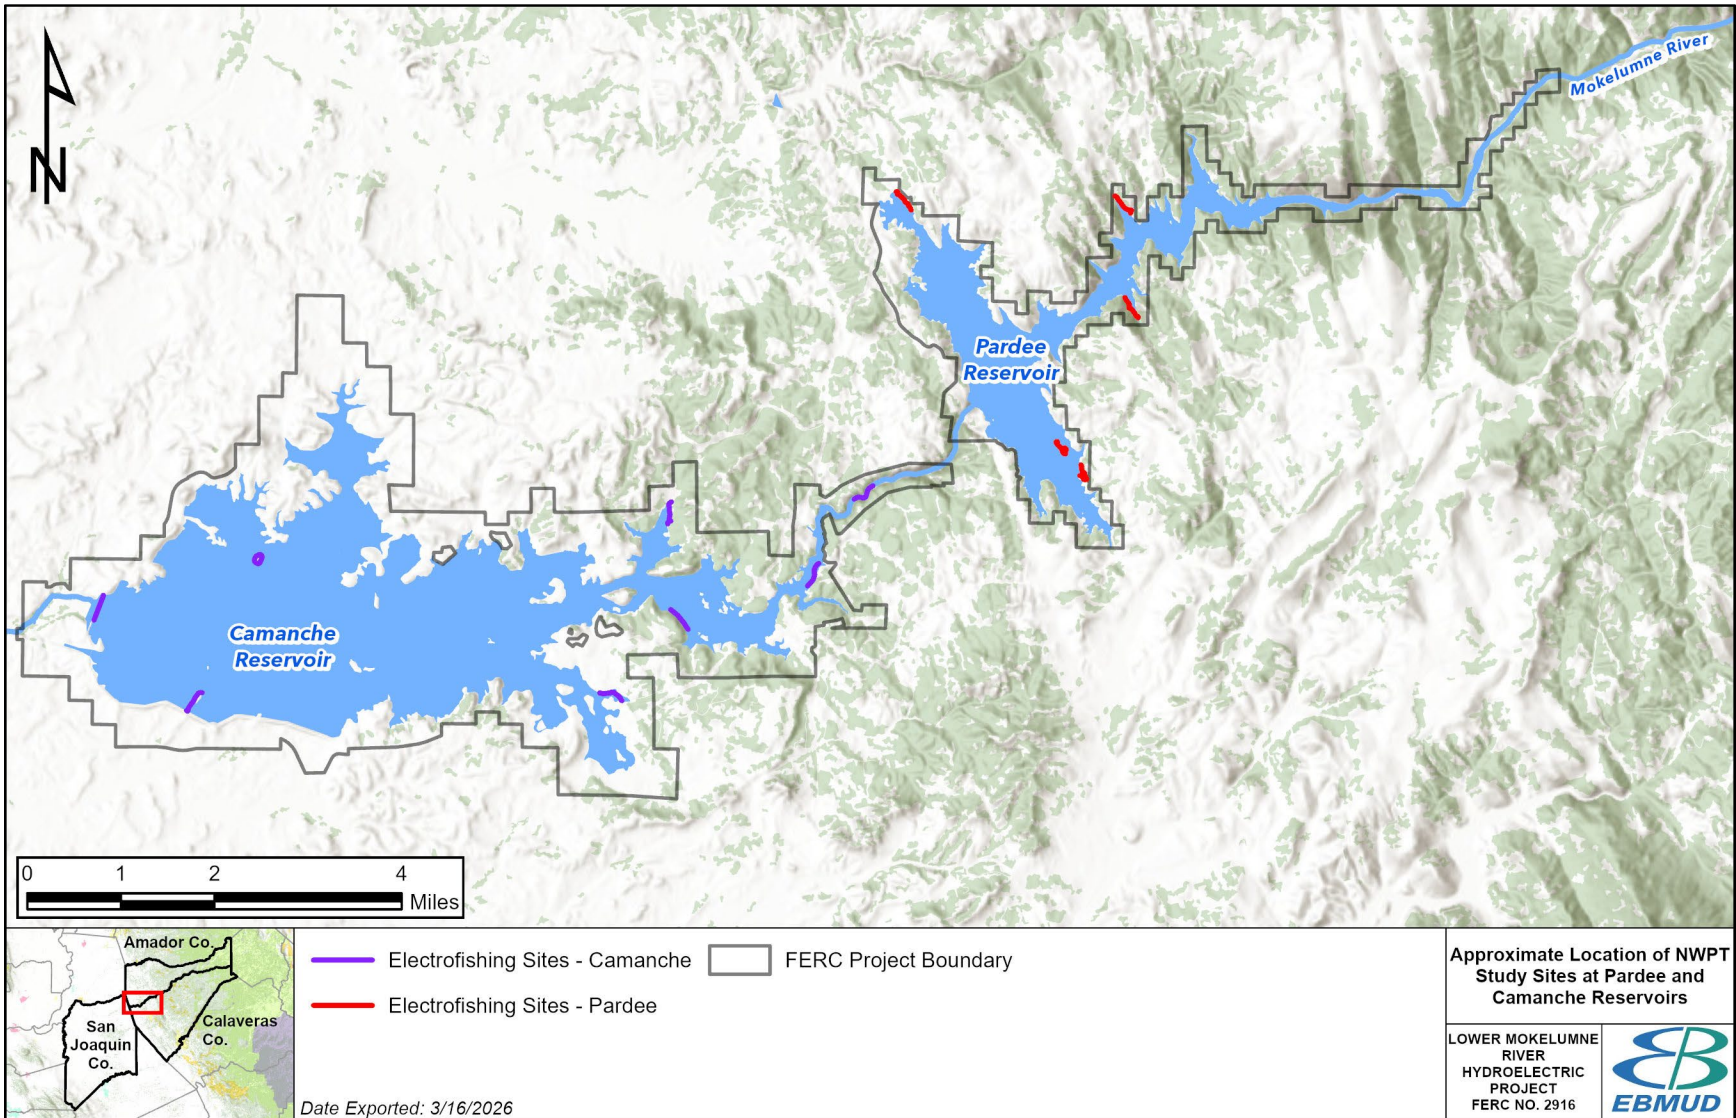 N
Mokelumne River
Pardee
Reservoir
Camanche
Reservoir
0 1 2 4
Miles
Amador Co.
San
Joaquin
Co.
Calaveras
Co.
Electrofishing Sites - Camanche
FERC Project Boundary
Electrofishing Sites - Pardee
Date Exported: 3/16/2026
Approximate Location of NWPT
Study Sites at Pardee and
Camanche Reservoirs
LOWER MOKELUMNE
RIVER
HYDROELECTRIC
PROJECT
FERC NO. 2916
EBMUD